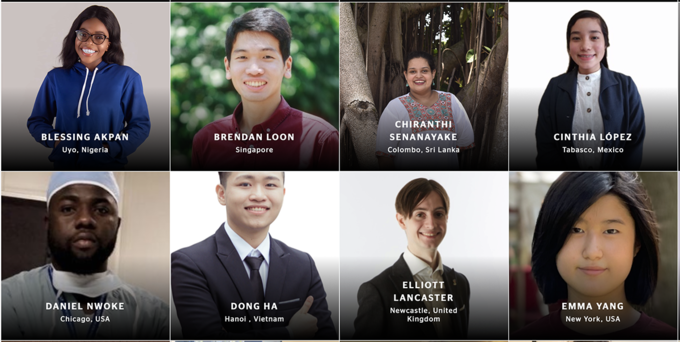 BLESSING AKPAN
Uyo, Nigeria
BRENDAN LOON
Singapore
CHIRANTHI
SENANAYAKE
Colombo, Sri Lanka
CINTHIA LÓPEZ
Tabasco, Mexico
DANIEL NWOKE
Chicago, USA
DONG HA
Hanoi , Vietnam
ELLIOTT
LANCASTER
Newcastle, United
Kingdom
EMMA YANG
New York, USA